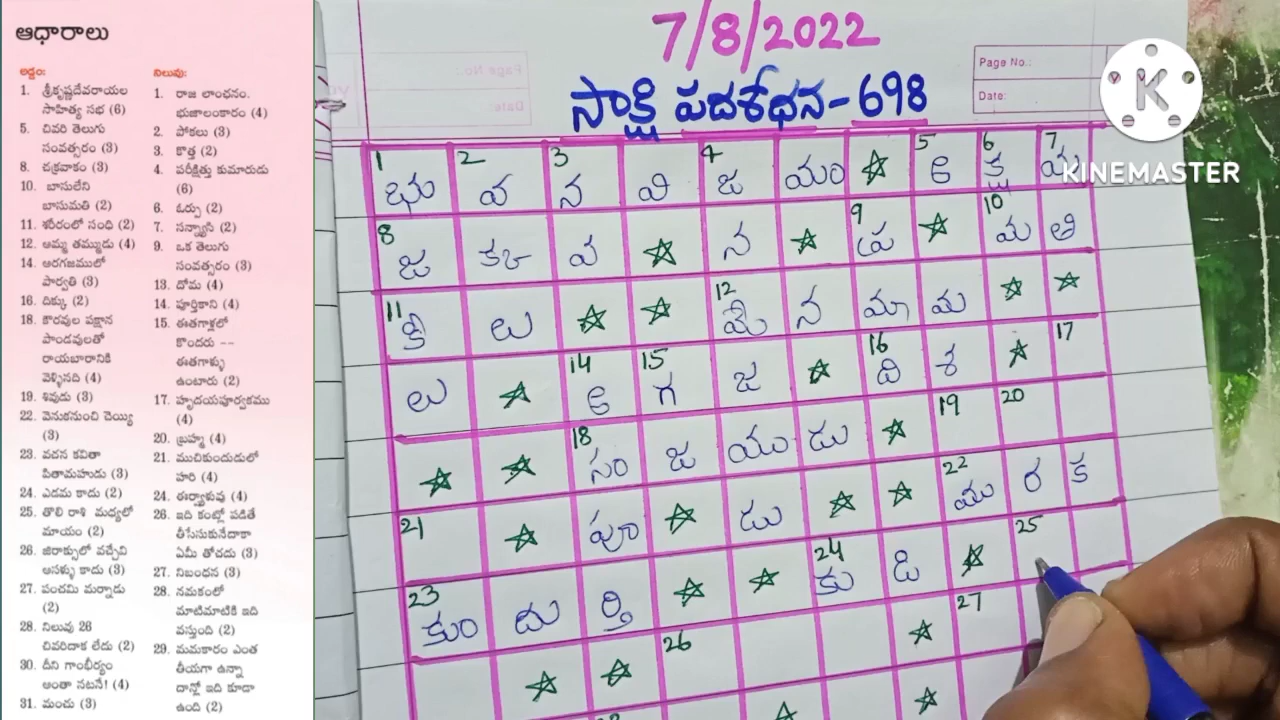 ఆధారాలు
అడ్డం:
1. శ్రీకృష్ణదేవరాయల
సాహిత్య సభ (6)
5. చివరి తెలుగు
సంవత్సరం (3)
8. చక్రవాకం (3)
10. బాసులేని
బాసుమతి (2)
11. శరీరంలో సంధి (2)
12. అమ్మ తమ్ముడు (4)
14. అరగజములో
పార్వతి (3)
16. దిక్కు (2)
18. కౌరవుల పక్షాన
పాండవులతో
రాయబారానికి
వెళ్ళినది (4)
19. శివుడు (3)
22. వెనుకనుంచి చెయ్యి
(3)
23. వచన కవితా
పితామహుడు (3)
24. ఎడమ కాదు (2)
25. తొలి రాశి మధ్యలో
మాయం (2)
26. జిరాక్సులో వచ్చేవి
అసళ్ళు కాదు (3)
27. పంచమి మర్నాడు
(2)
28. నిలువు 26
చివరిదాక లేదు (2)
30. దీని గాంభీర్యం
అంతా నటనే! (4)
31. మంచు (3)
నిలువు:
1. రాజ లాంఛనం.
భుజాలంకారం (4)
2. పోకలు (3)
3. కొత్త (2)
4. పరీక్షిత్తు కుమారుడు
(6)
6. ఓర్పు (2)
7. సన్న్యాసి (2)
9. ఒక తెలుగు
సంవత్సరం (3)
13. దోమ (4)
14. పూర్తికాని (4)
15. ఈతగాళ్లలో
కొందరు --
ఈతగాళ్ళు
ఉంటారు (2)
17. హృదయపూర్వకము
(4)
20. బ్రహ్మ (4)
21. ముచికుందుడులో
హరి (4)
24. ఈర్ష్యాళువు (4)
26. ఇది కంట్లో పడితే
తీసేసుకునేదాకా
ఏమీ తోచదు (3)
27. నిబంధన (3)
28. నమకంలో
మాటిమాటికి ఇది
వస్తుంది (2)
29. మమకారం ఎంత
తీయగా ఉన్నా
దాన్లో ఇది కూడా
ఉంది (2)
7/8/2022
Page No.:
Date:
సాక్షి పదశోధన-698
K
KINEMASTER
1 భు 2 వ 3 న వి 4 జ యం 5 అ 6 క్ష 7 య
8 జ క్కు వ న 9 ప్ర 10 మ తి
11 కీ లు 12 మే న మా మ
లు 14 అ 15 గ జ 16 ది శ 17
18 సం జ యు డు 19 20
21 పూ డు 22 ము ర క
23 కుం దు ర్తి 24 కు డి 25
26 27